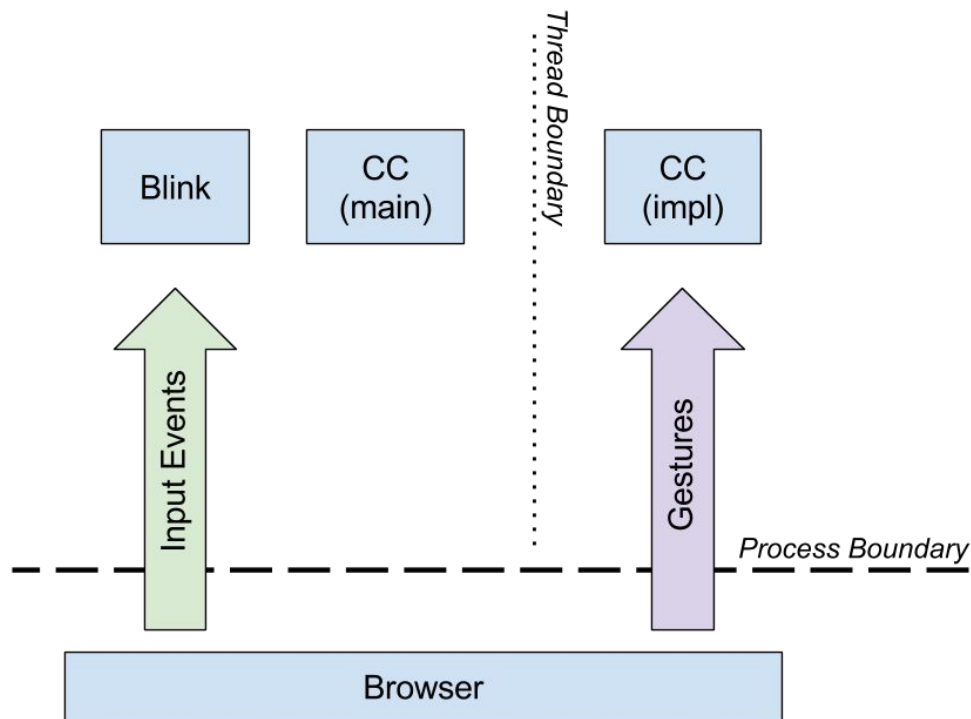 Thread Boundary
Blink
CC
(main)
CC
(impl)
Input Events
Gestures
Process Boundary
Browser